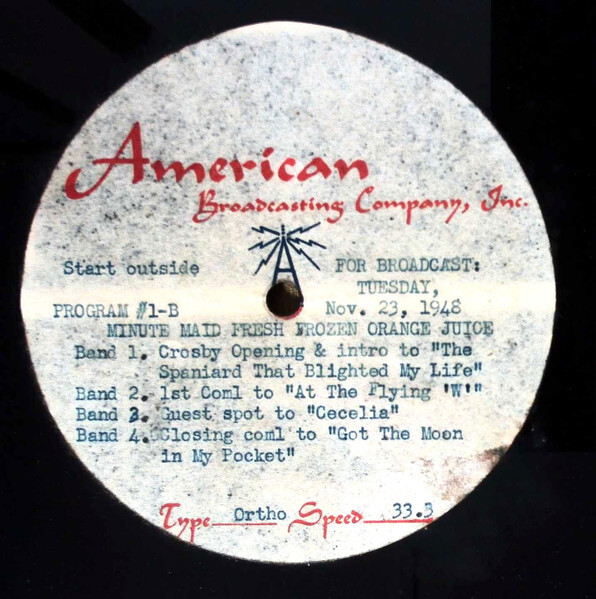 American
Broadcasting Company, Inc.
Start outside
FOR BROADCAST:
TUESDAY,
PROGRAM #1-B
Nov. 23, 1948
MINUTE MAID FRESH FROZEN ORANGE JUICE
Band 1. Crosby Opening & intro to "The
Spaniard That Blighted My Life"
Band 2. 1st Coml to "At The Flying 'W'"
Band 3. Guest spot to "Cecelia"
Band 4. Closing coml to "Got The Moon
in My Pocket"
Type Ortho Speed 33.3